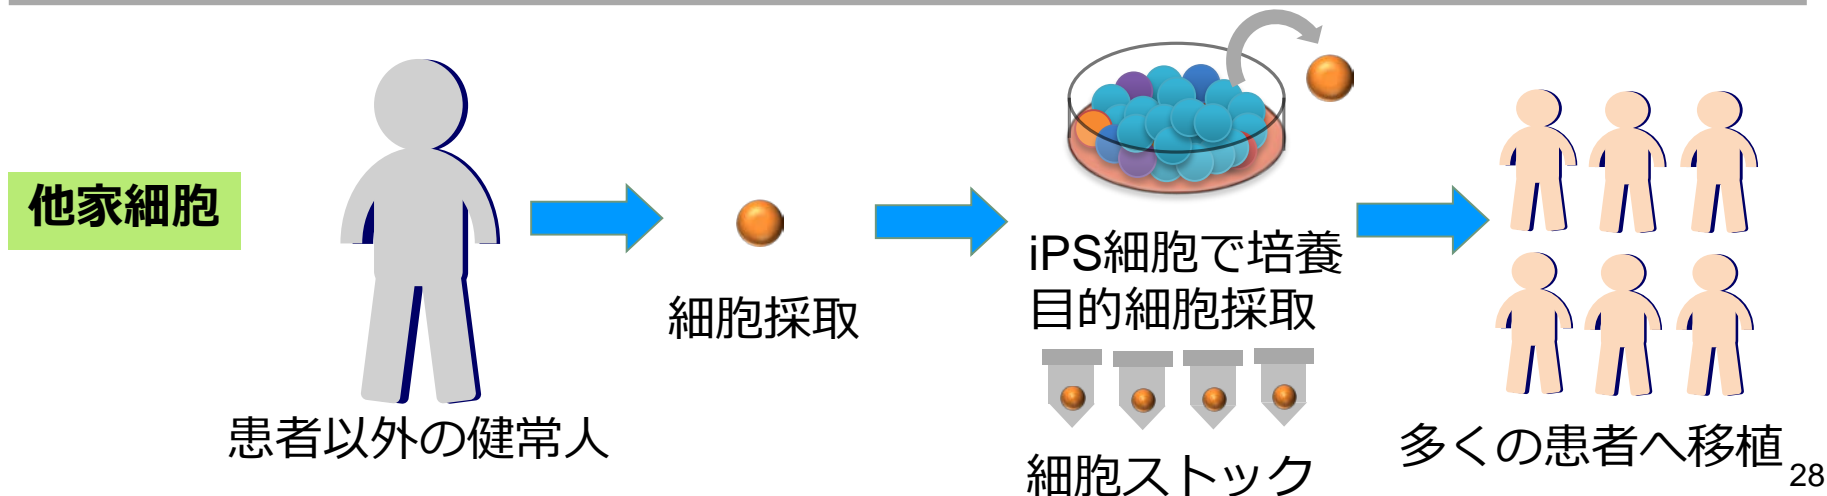 他家細胞
患者以外の健常人
細胞採取
iPS細胞で培養
目的細胞採取
細胞ストック
多くの患者へ移植
28